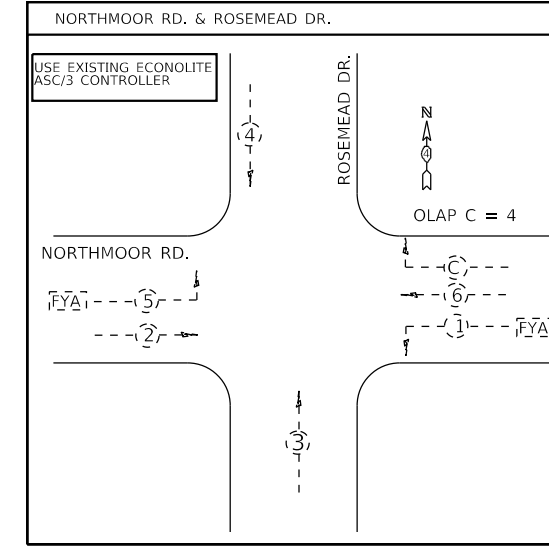 NORTHMOOR RD. & ROSEMEAD DR.
USE EXISTING ECONOLITE
ASC/3 CONTROLLER
ROSEMEAD DR.
4
N
4
OLAP C = 4
NORTHMOOR RD.
C
FYA
5
6
2
1
FYA
3